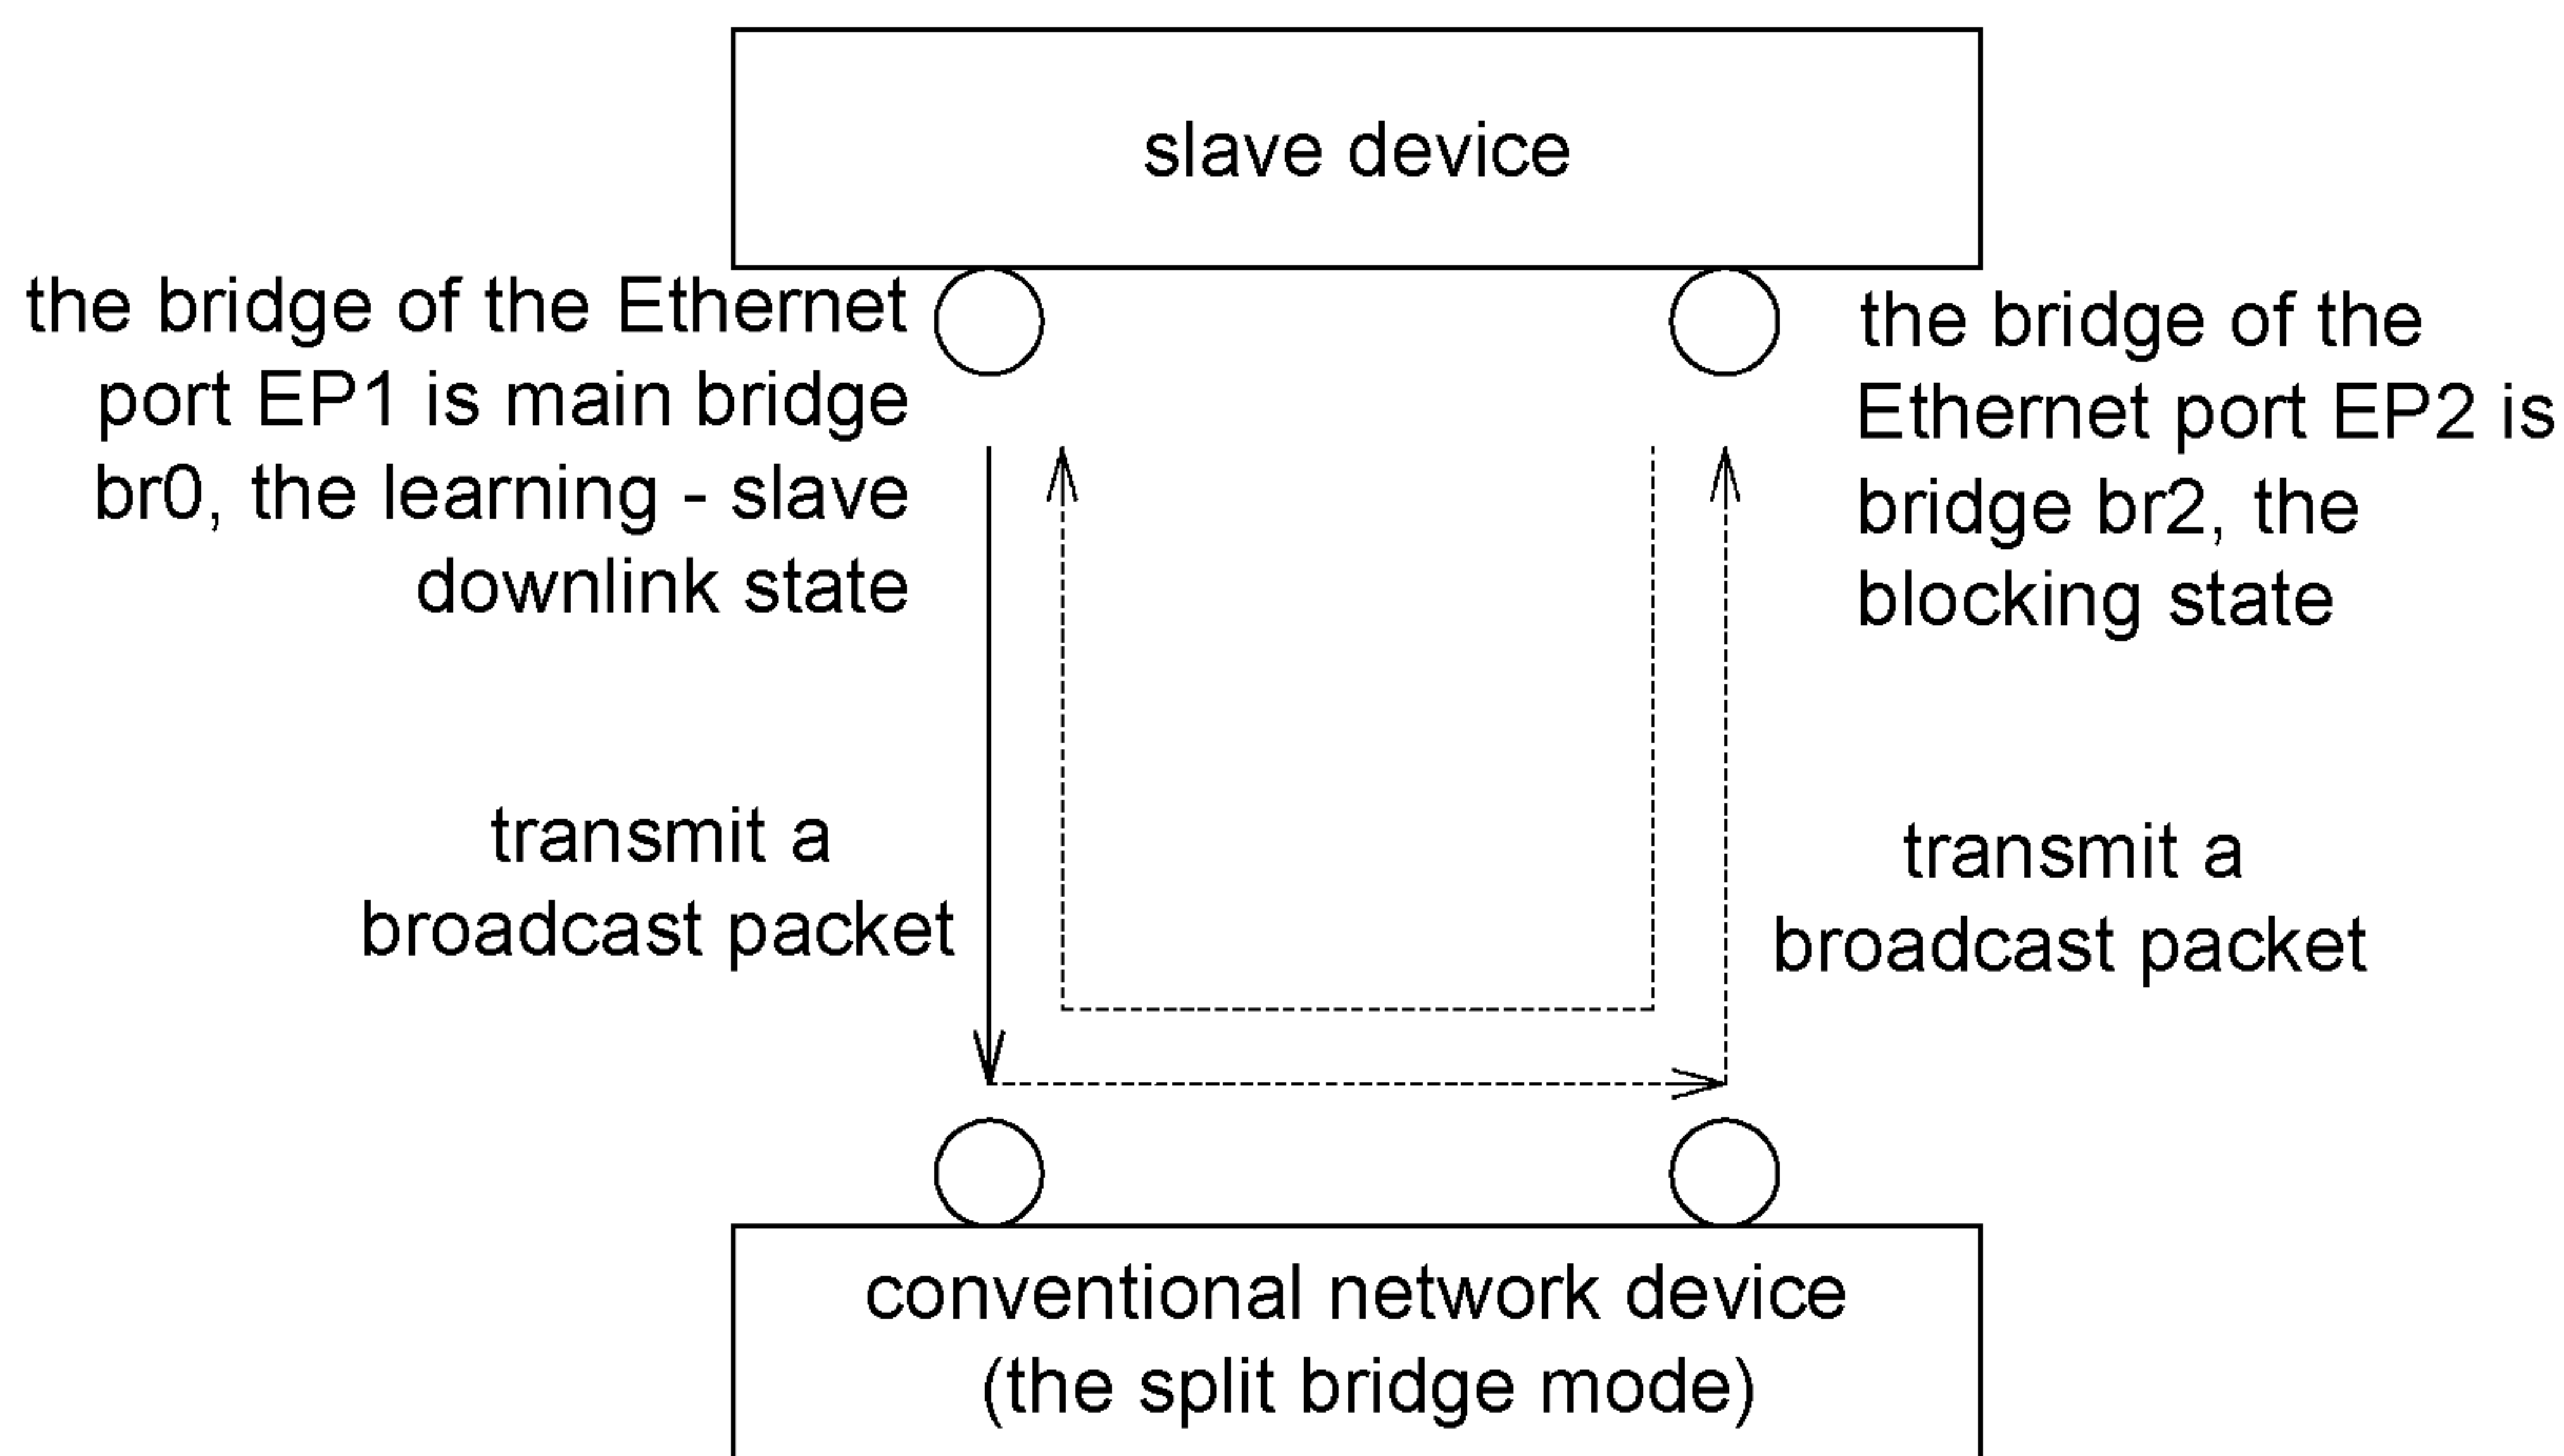 slave device
the bridge of the Ethernet
port EP1 is main bridge
br0, the learning - slave
downlink state
the bridge of the
Ethernet port EP2 is
bridge br2, the
blocking state
transmit a
broadcast packet
transmit a
broadcast packet
conventional network device
(the split bridge mode)